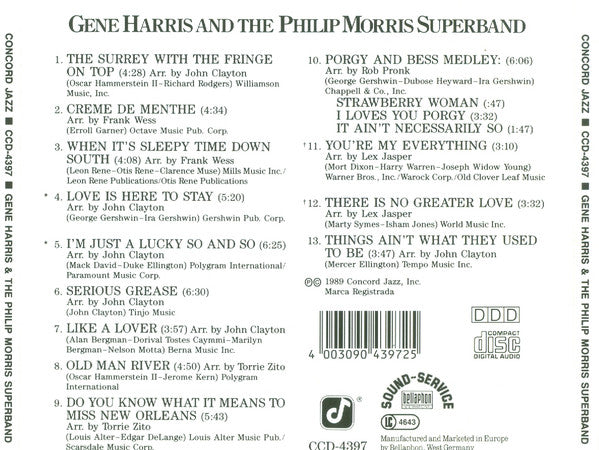 GENE HARRIS AND THE PHILIP MORRIS SUPERBAND
CONCORD JAZZ ■ CCD-4397 ■ GENE HARRIS & THE PHILIP MORRIS SUPERBAND
1. THE SURREY WITH THE FRINGE
ON TOP (4:28) Arr. by John Clayton
(Oscar Hammerstein II–Richard Rodgers) Williamson
Music, Inc.
2. CREME DE MENTHE (4:34)
Arr. by Frank Wess
(Erroll Garner) Octave Music Pub. Corp.
3. WHEN IT'S SLEEPY TIME DOWN
SOUTH (4:08) Arr. by Frank Wess
(Leon Rene–Otis Rene–Clarence Muse) Mills Music Inc./
Leon Rene Publications/Otis Rene Publications
* 4. LOVE IS HERE TO STAY (5:20)
Arr. by John Clayton
(George Gershwin–Ira Gershwin) Gershwin Pub. Corp.
* 5. I'M JUST A LUCKY SO AND SO (6:25)
Arr. by John Clayton
(Mack David–Duke Ellington) Polygram International/
Paramount Music Corp.
6. SERIOUS GREASE (6:30)
Arr. by John Clayton
(John Clayton) Tinjo Music
7. LIKE A LOVER (3:57) Arr. by John Clayton
(Alan Bergman–Dorival Tostes Caymmi–Marilyn
Bergman–Nelson Motta) Berna Music Inc.
8. OLD MAN RIVER (4:50) Arr. by Torrie Zito
(Oscar Hammerstein II–Jerome Kern) Polygram
International
9. DO YOU KNOW WHAT IT MEANS TO
MISS NEW ORLEANS (5:43)
Arr. by Torrie Zito
(Louis Alter–Edgar DeLange) Louis Alter Music Pub./
Scarsdale Music Corp.
10. PORGY AND BESS MEDLEY: (6:06)
Arr. by Rob Pronk
(George Gershwin–Dubose Heyward–Ira Gershwin)
Chappell & Co., Inc.
STRAWBERRY WOMAN (:47)
I LOVES YOU PORGY (3:32)
IT AIN'T NECESSARILY SO (1:47)
†11. YOU'RE MY EVERYTHING (3:10)
Arr. by Lex Jasper
(Mort Dixon–Harry Warren–Joseph Widow Young)
Warner Bros., Inc./Warock Corp./Old Clover Leaf Music
†12. THERE IS NO GREATER LOVE (3:32)
Arr. by Lex Jasper
(Marty Symes–Isham Jones) World Music Inc.
13. THINGS AIN'T WHAT THEY USED
TO BE (3:47) Arr. by John Clayton
(Mercer Ellington) Tempo Music Inc.
℗©1989 Concord Jazz, Inc.
Marca Registrada
4 003090 439725
DDD
COMPACT
disc
DIGITAL AUDIO
SOUND-SERVICE
bellaphon
LC 4643
CCD-4397
Manufactured and Marketed in Europe
by Bellaphon, West Germany
CONCORD JAZZ ■ CCD-4397 ■ GENE HARRIS & THE PHILIP MORRIS SUPERBAND